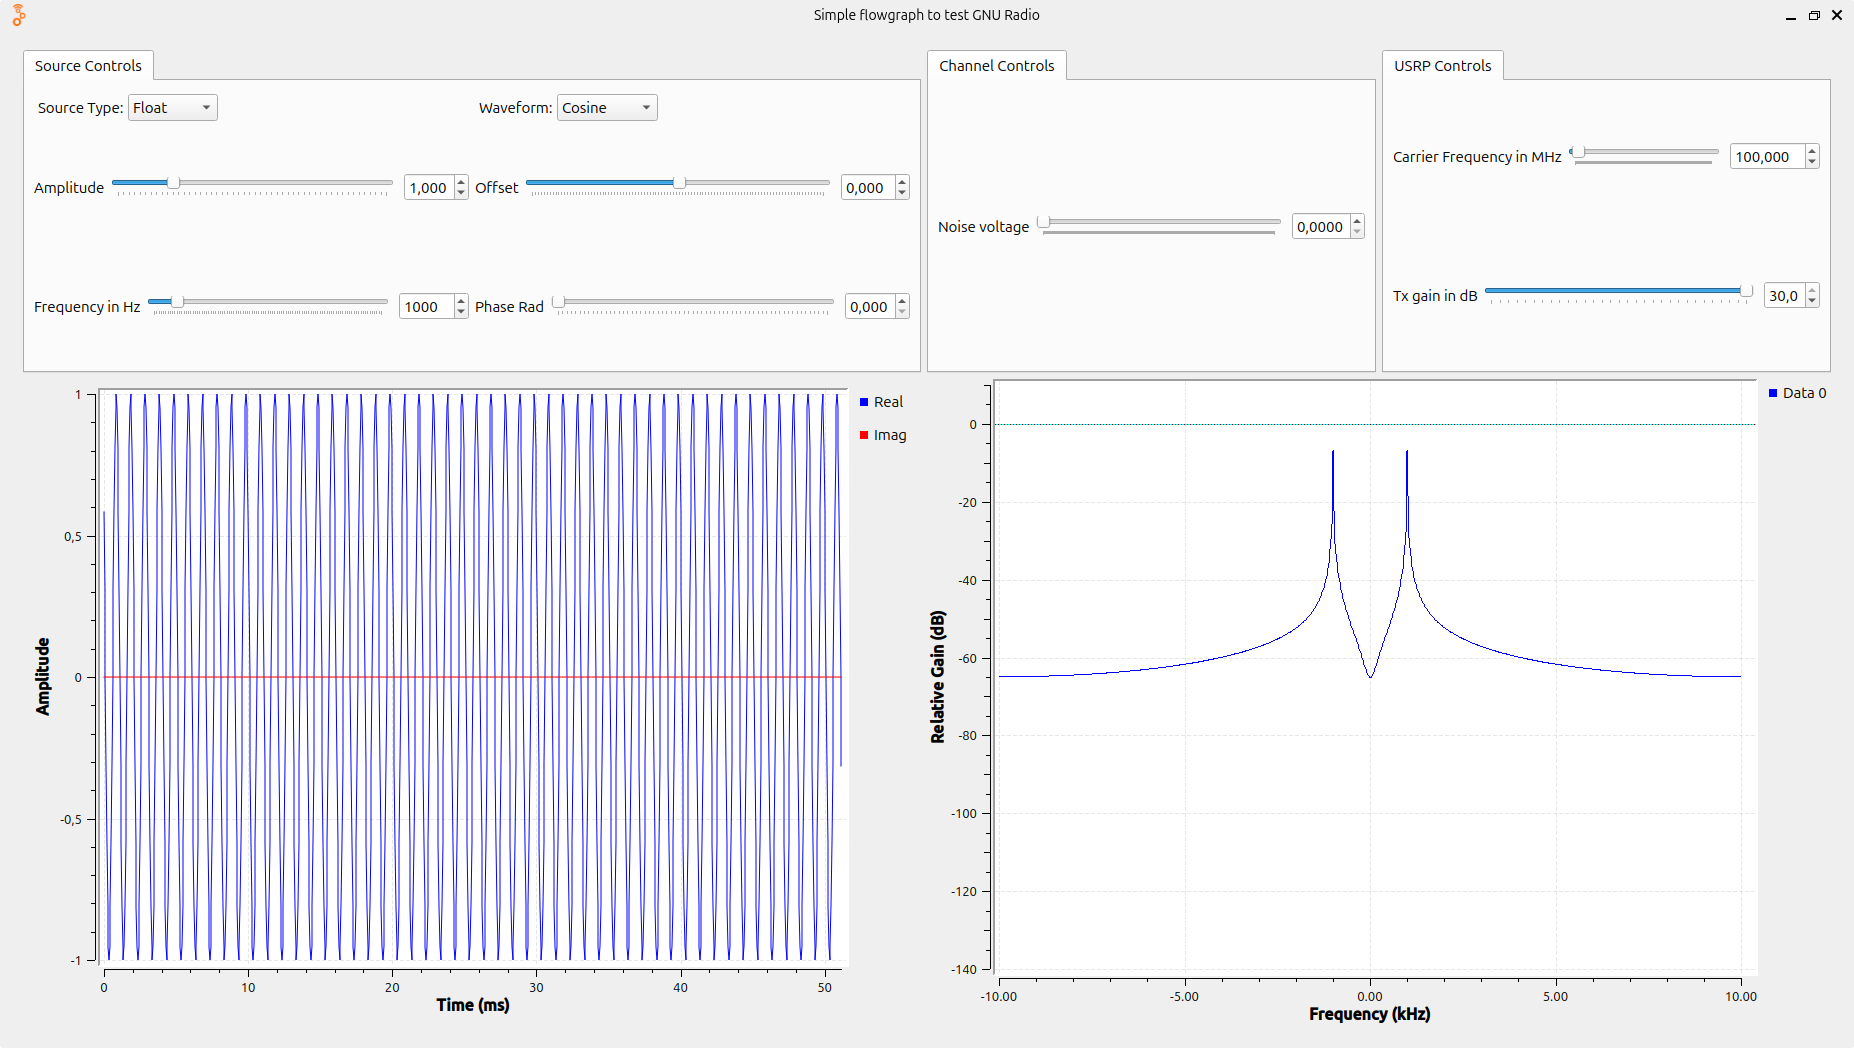 Simple flowgraph to test GNU Radio
Source Controls
Channel Controls
USRP Controls
Source Type: Float
Waveform: Cosine
Amplitude 1,000
Offset 0,000
Frequency in Hz 1000
Phase Rad 0,000
Noise voltage 0,0000
Carrier Frequency in MHz 100,000
Tx gain in dB 30,0
1
0,5
0
-0,5
-1
Amplitude
0 10 20 30 40 50
Time (ms)
Real
Imag
0
-20
-40
-60
-80
-100
-120
-140
Relative Gain (dB)
-10.00 -5.00 0.00 5.00 10.00
Frequency (kHz)
Data 0